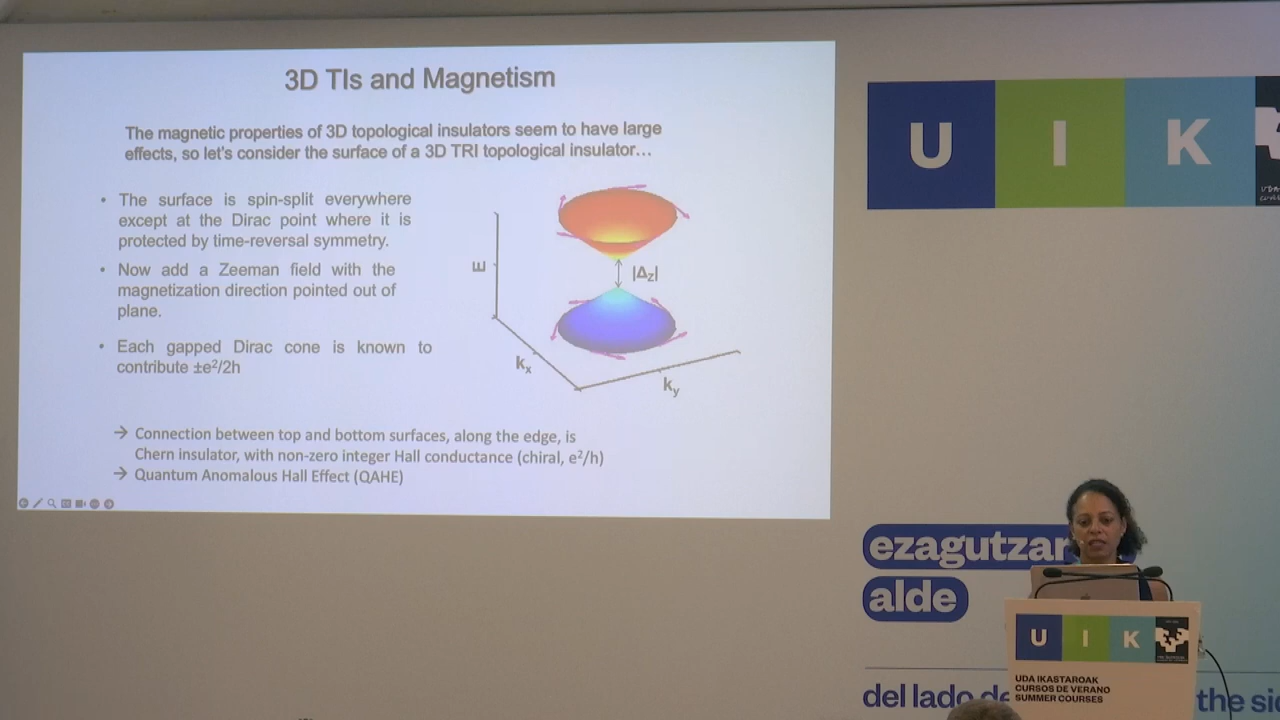 3D TIs and Magnetism
The magnetic properties of 3D topological insulators seem to have large
effects, so let's consider the surface of a 3D TRI topological insulator...
• The surface is spin-split everywhere
except at the Dirac point where it is
protected by time-reversal symmetry.
• Now add a Zeeman field with the
magnetization direction pointed out of
plane.
• Each gapped Dirac cone is known to
contribute ±e²/2h
E
|Δz|
kx
ky
→ Connection between top and bottom surfaces, along the edge, is
Chern insulator, with non-zero integer Hall conductance (chiral, e²/h)
→ Quantum Anomalous Hall Effect (QAHE)
U I K
ezagutzar
alde
del lado de
the si
U I K
UDA IKASTAROAK
CURSOS DE VERANO
SUMMER COURSES